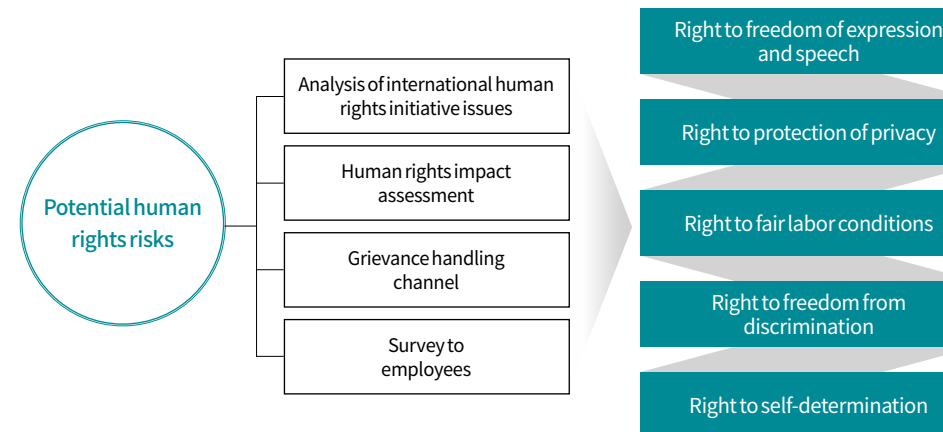 Potential human
rights risks
Analysis of international human
rights initiative issues
Human rights impact
assessment
Grievance handling
channel
Survey to
employees
Right to freedom of expression
and speech
Right to protection of privacy
Right to fair labor conditions
Right to freedom from
discrimination
Right to self-determination